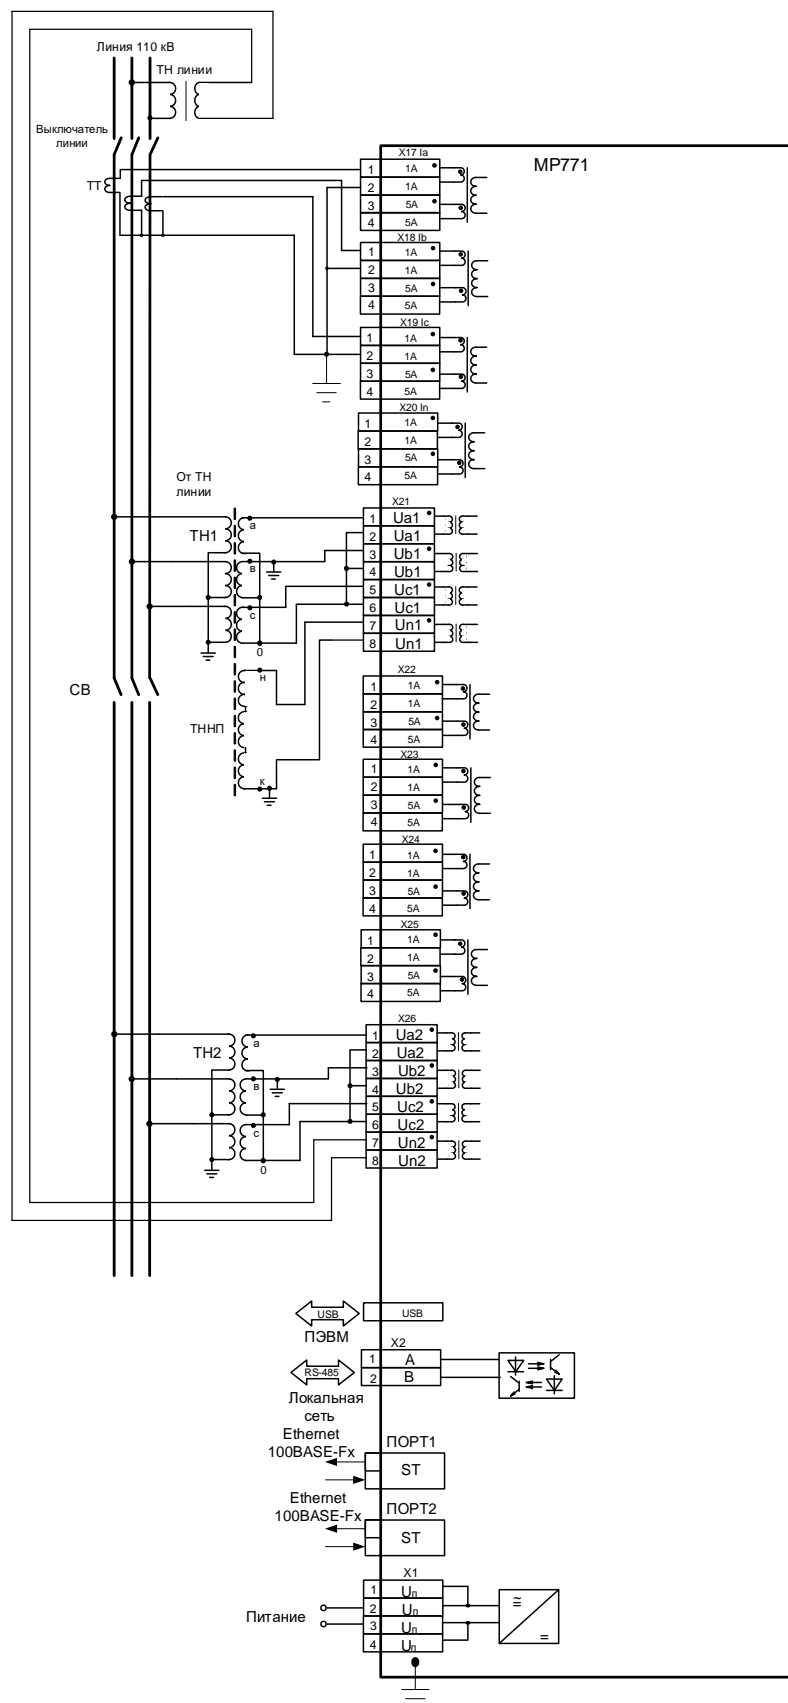 Линия 110 кВ
ТН линии
Выключатель
линии
ТТ
МР771
X17 Ia
1 1А
2 1А
3 5А
4 5А
X18 Ib
1 1А
2 1А
3 5А
4 5А
X19 Ic
1 1А
2 1А
3 5А
4 5А
X20 In
1 1А
2 1А
3 5А
4 5А
От ТН
линии
ТН1
а
в
с
0
X21
1 Ua1
2 Ua1
3 Ub1
4 Ub1
5 Uc1
6 Uc1
7 Un1
8 Un1
СВ
ТННП
н
к
X22
1 1А
2 1А
3 5А
4 5А
X23
1 1А
2 1А
3 5А
4 5А
X24
1 1А
2 1А
3 5А
4 5А
X25
1 1А
2 1А
3 5А
4 5А
ТН2
а
в
с
0
X26
1 Ua2
2 Ua2
3 Ub2
4 Ub2
5 Uc2
6 Uc2
7 Un2
8 Un2
USB
USB
ПЭВМ
X2
1 A
2 B
RS-485
Локальная
сеть
Ethernet
100BASE-Fx
ПОРТ1
ST
Ethernet
100BASE-Fx
ПОРТ2
ST
X1
1 Uп
2 Uп
3 Uп
4 Uп
Питание